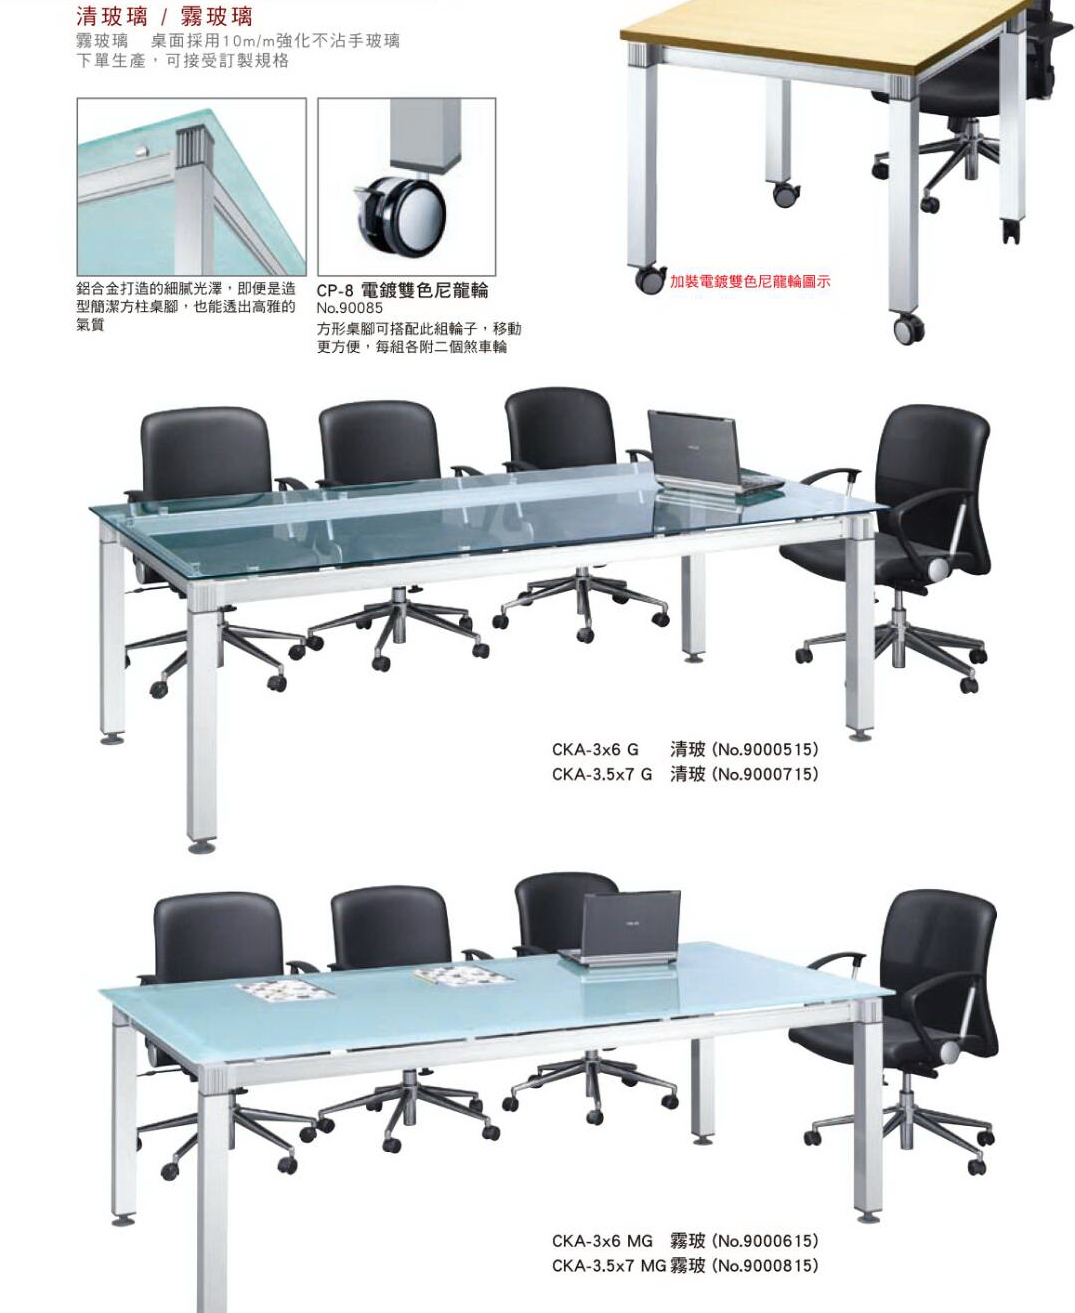 清玻璃 / 霧玻璃
霧玻璃 桌面採用10m/m強化不沾手玻璃
下單生產，可接受訂製規格
鋁合金打造的細膩光澤，即便是造
型簡潔方柱桌腳，也能透出高雅的
氣質
CP-8 電鍍雙色尼龍輪
No.90085
方形桌腳可搭配此組輪子，移動
更方便，每組各附二個煞車輪
加裝電鍍雙色尼龍輪圖示
CKA-3x6 G 清玻 (No.9000515)
CKA-3.5x7 G 清玻 (No.9000715)
CKA-3x6 MG 霧玻 (No.9000615)
CKA-3.5x7 MG 霧玻 (No.9000815)